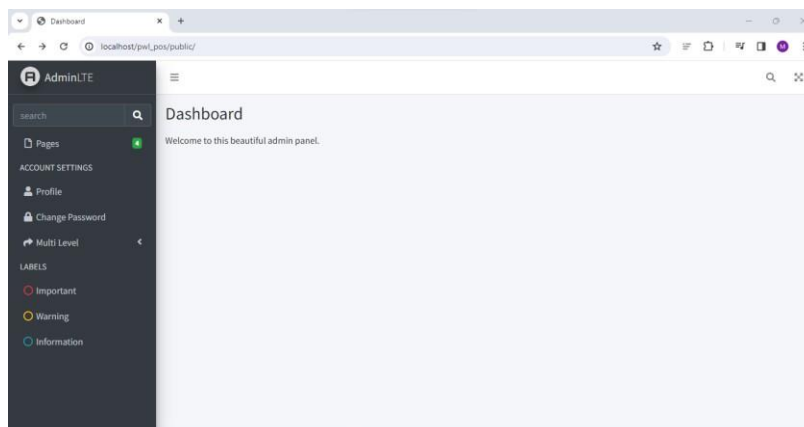 Dashboard
localhost/pwl_pos/public/
M
AdminLTE
search
Dashboard
Pages
4
Welcome to this beautiful admin panel.
ACCOUNT SETTINGS
Profile
Change Password
Multi Level
LABELS
Important
Warning
Information